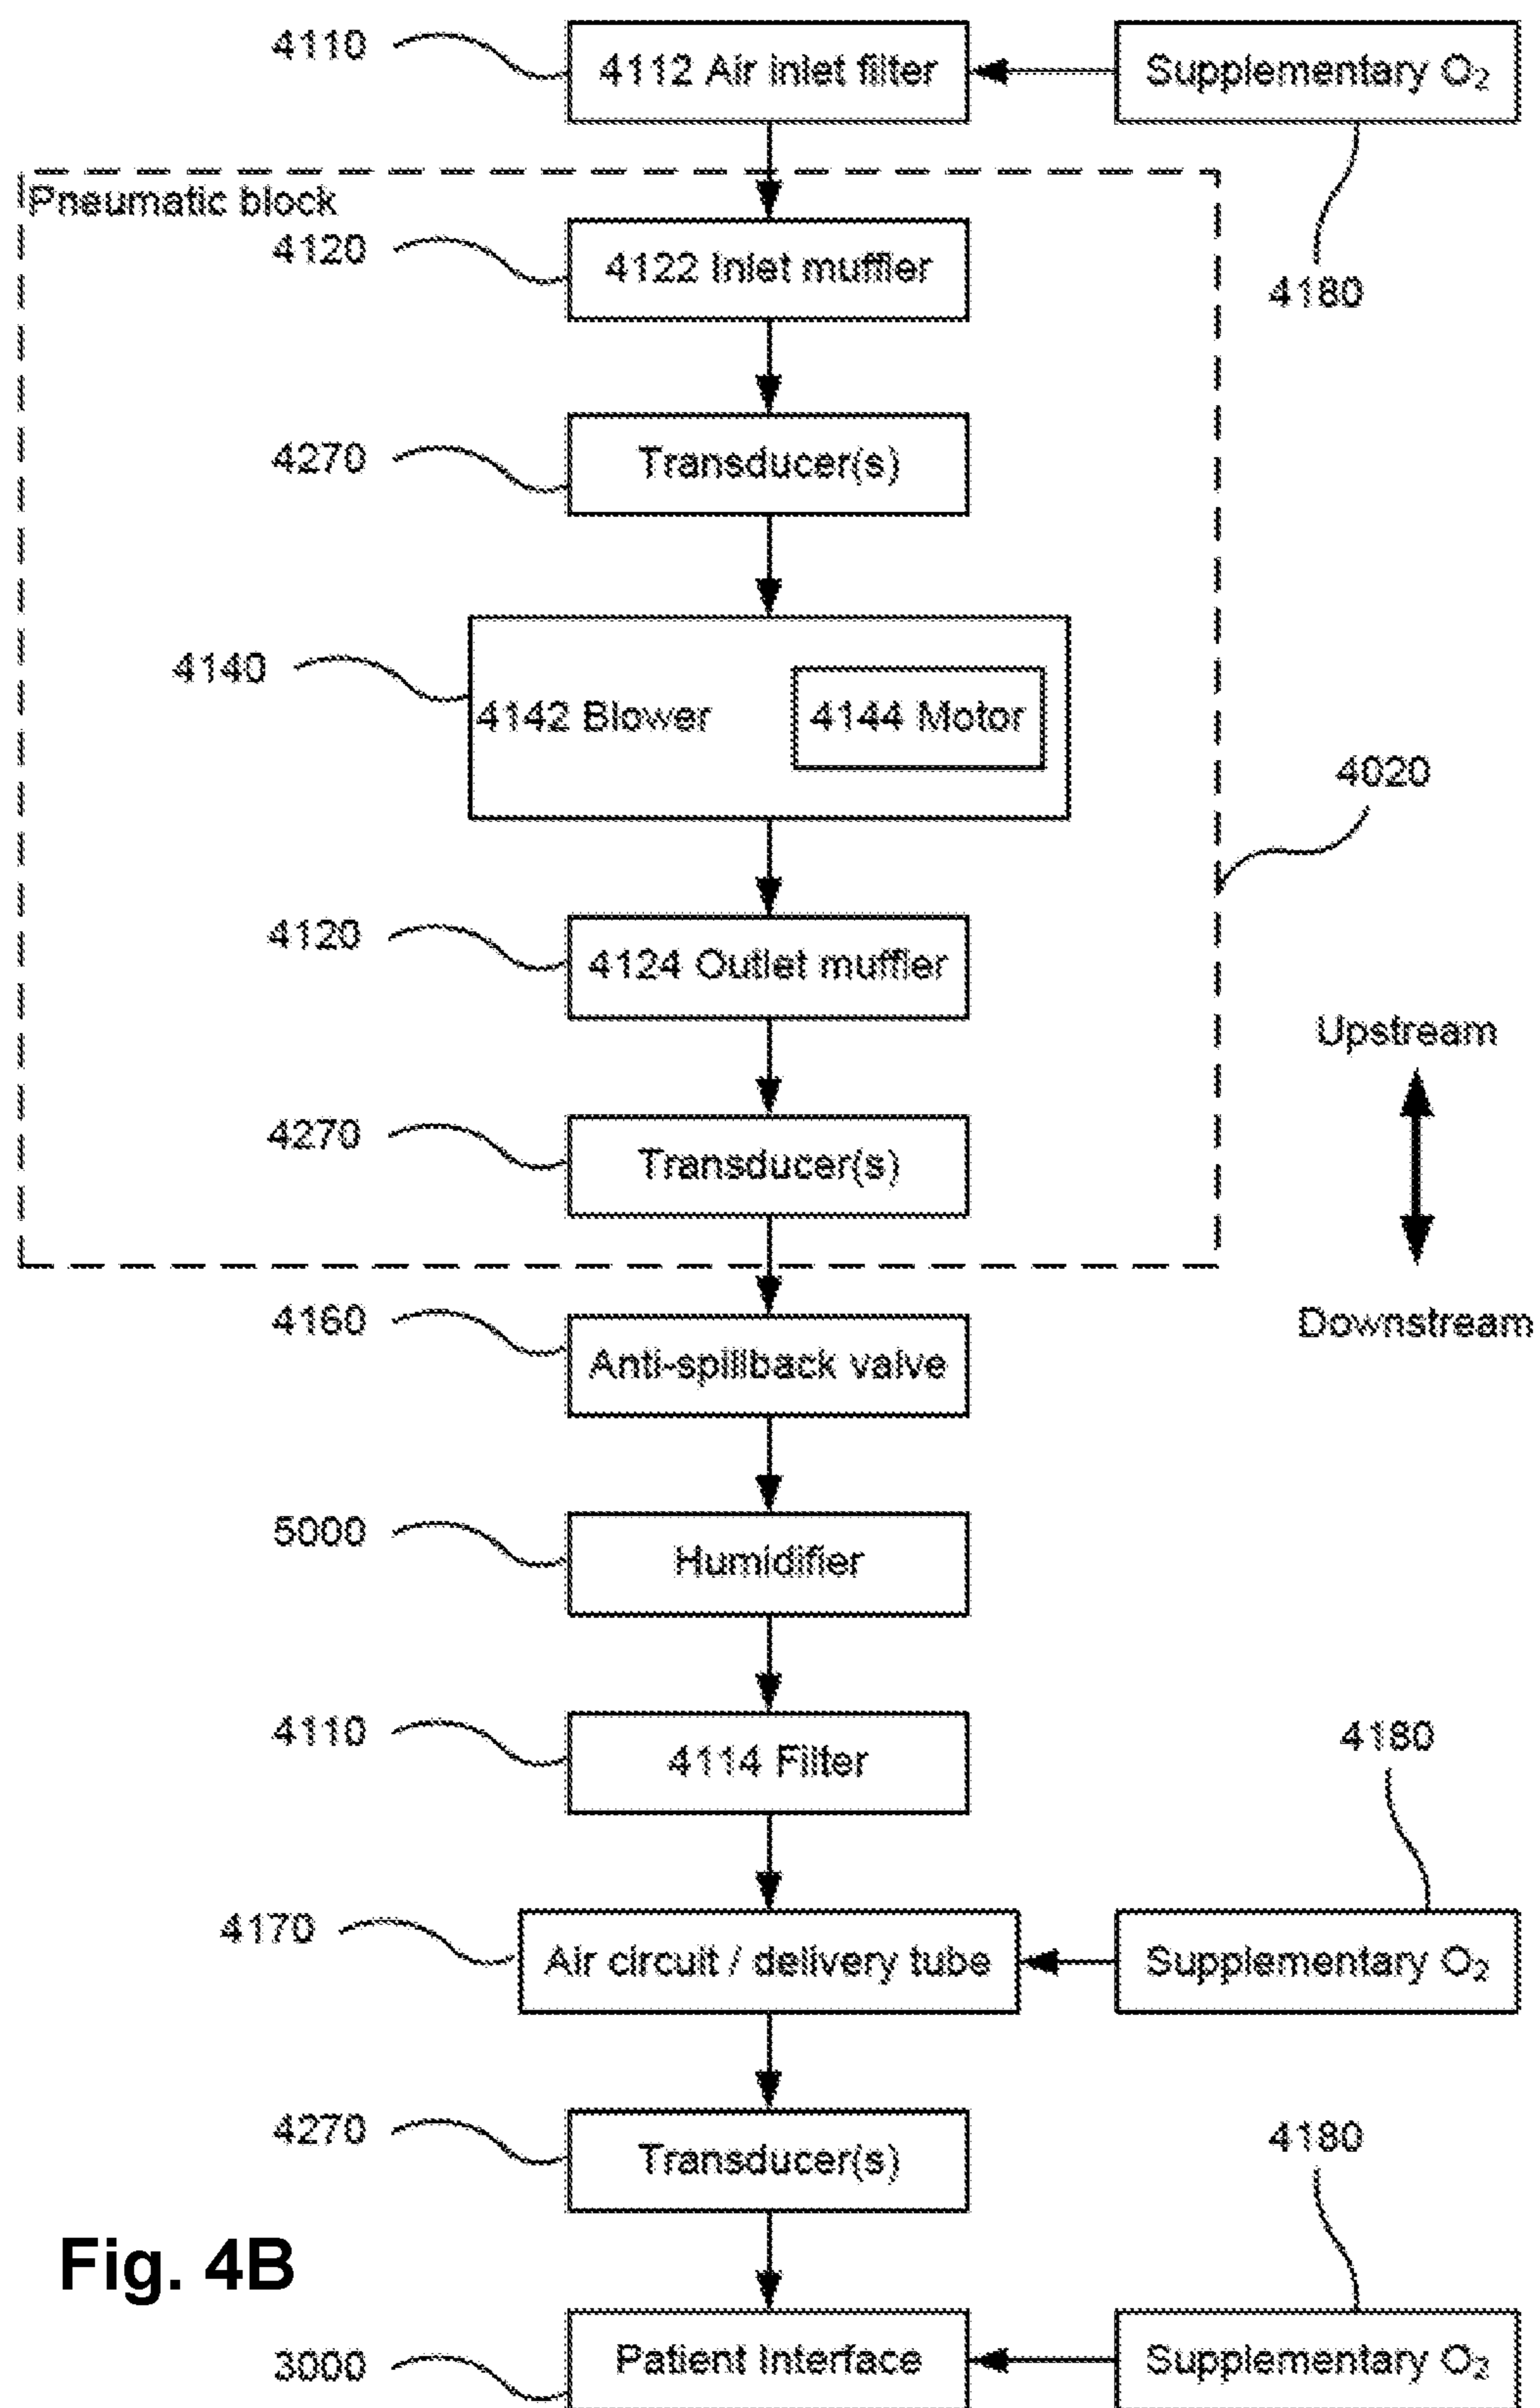 4110
4112 Air inlet filter
Supplementary O₂
Pneumatic block
4120
4122 Inlet muffler
4180
4270
Transducer(s)
4140
4142 Blower
4144 Motor
4020
4120
4124 Outlet muffler
Upstream
4270
Transducer(s)
4160
Anti-spillback valve
Downstream
5000
Humidifier
4110
4114 Filter
4180
4170
Air circuit / delivery tube
Supplementary O₂
4270
Transducer(s)
4180
Fig. 4B
3000
Patient Interface
Supplementary O₂